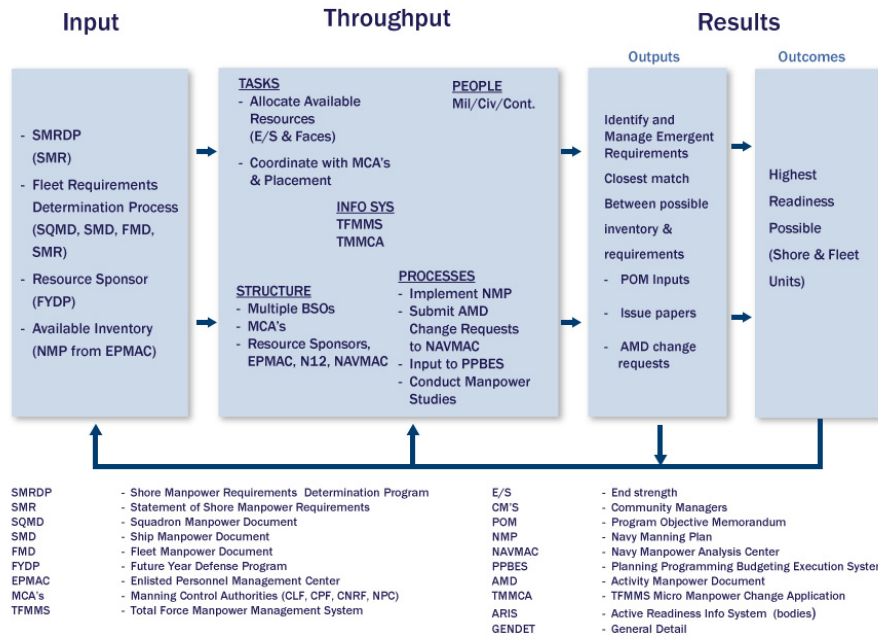 Input
Throughput
Results
Outputs
Outcomes
- SMRDP
(SMR)
- Fleet Requirements
Determination Process
(SQMD, SMD, FMD,
SMR)
- Resource Sponsor
(FYDP)
- Available Inventory
(NMP from EPMAC)
TASKS
- Allocate Available
Resources
(E/S & Faces)
- Coordinate with MCA's
& Placement
PEOPLE
Mil/Civ/Cont.
INFO SYS
TFMMS
TMMCA
STRUCTURE
- Multiple BSOs
- MCA's
- Resource Sponsors,
EPMAC, N12, NAVMAC
PROCESSES
- Implement NMP
- Submit AMD
Change Requests
to NAVMAC
- Input to PPBES
- Conduct Manpower
Studies
Identify and
Manage Emergent
Requirements
Closest match
Between possible
inventory &
requirements
- POM Inputs
- Issue papers
- AMD change
requests
Highest
Readiness
Possible
(Shore & Fleet
Units)
SMRDP - Shore Manpower Requirements Determination Program
SMR - Statement of Shore Manpower Requirements
SQMD - Squadron Manpower Document
SMD - Ship Manpower Document
FMD - Fleet Manpower Document
FYDP - Future Year Defense Program
EPMAC - Enlisted Personnel Management Center
MCA's - Manning Control Authorities (CLF, CPF, CNRF, NPC)
TFMMS - Total Force Manpower Management System
E/S - End strength
CM'S - Community Managers
POM - Program Objective Memorandum
NMP - Navy Manning Plan
NAVMAC - Navy Manpower Analysis Center
PPBES - Planning Programming Budgeting Execution System
AMD - Activity Manpower Document
TMMCA - TFMMS Micro Manpower Change Application
ARIS - Active Readiness Info System (bodies)
GENDET - General Detail